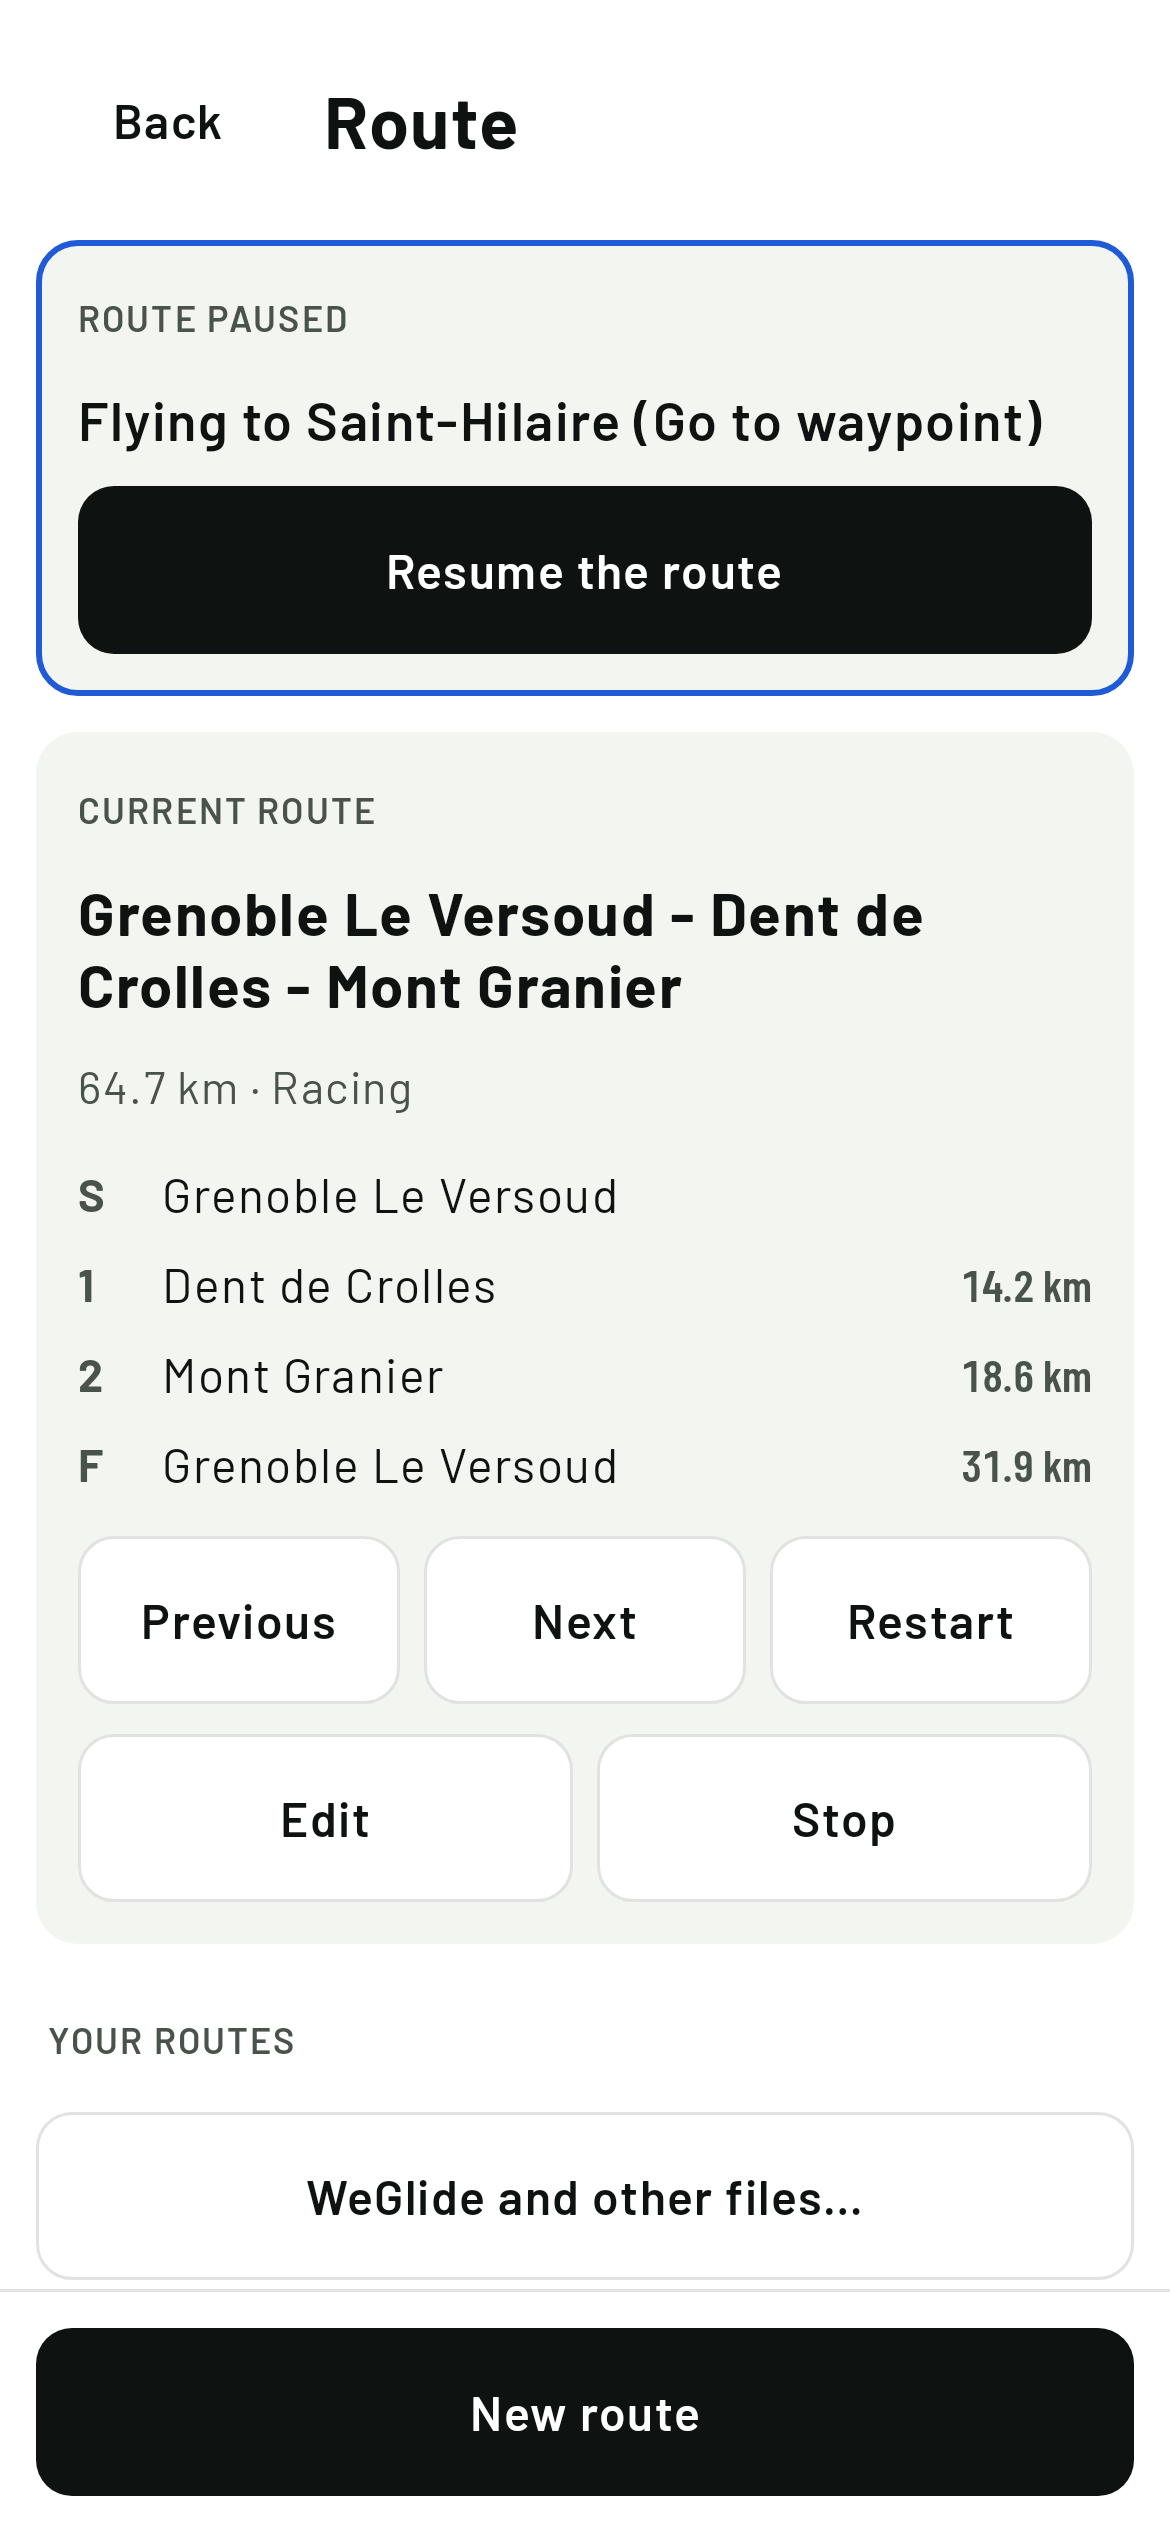 Back Route
ROUTE PAUSED
Flying to Saint-Hilaire (Go to waypoint)
Resume the route
CURRENT ROUTE
Grenoble Le Versoud - Dent de
Crolles - Mont Granier
64.7 km · Racing
S Grenoble Le Versoud
1 Dent de Crolles 14.2 km
2 Mont Granier 18.6 km
F Grenoble Le Versoud 31.9 km
Previous Next Restart
Edit Stop
YOUR ROUTES
WeGlide and other files...
New route